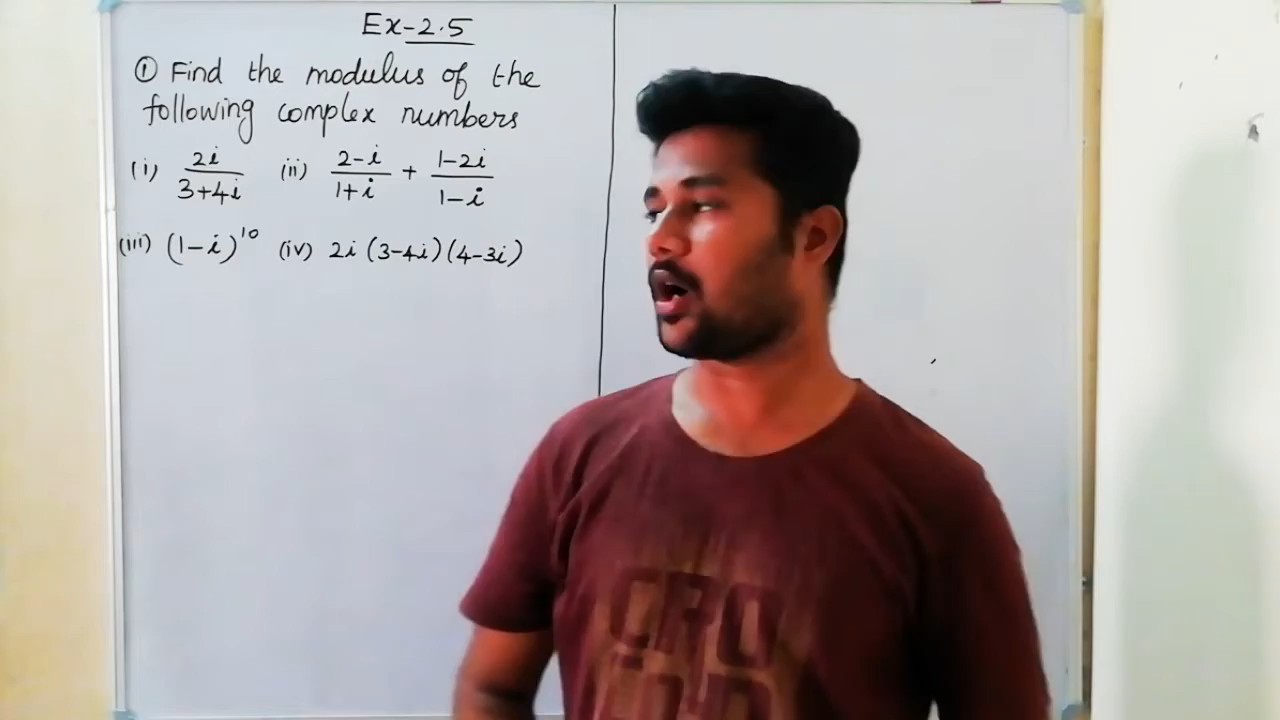 Ex-2.5
① Find the modulus of the
following complex numbers
(i) 2i/(3+4i) (ii) (2-i)/(1+i) + (1-2i)/(1-i)
(iii) (1-i)^10 (iv) 2i (3-4i)(4-3i)
CRO